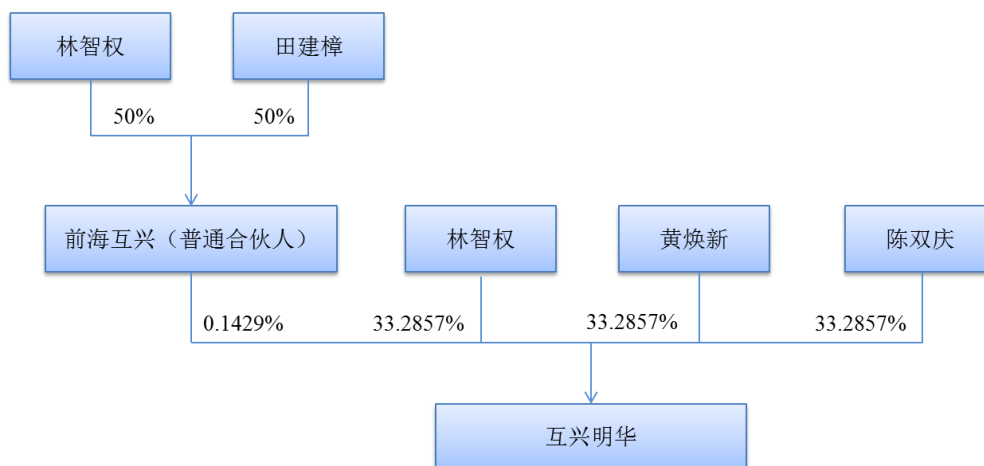 林智权
田建樟
50%
50%
前海互兴（普通合伙人）
林智权
黄焕新
陈双庆
0.1429%
33.2857%
33.2857%
33.2857%
互兴明华